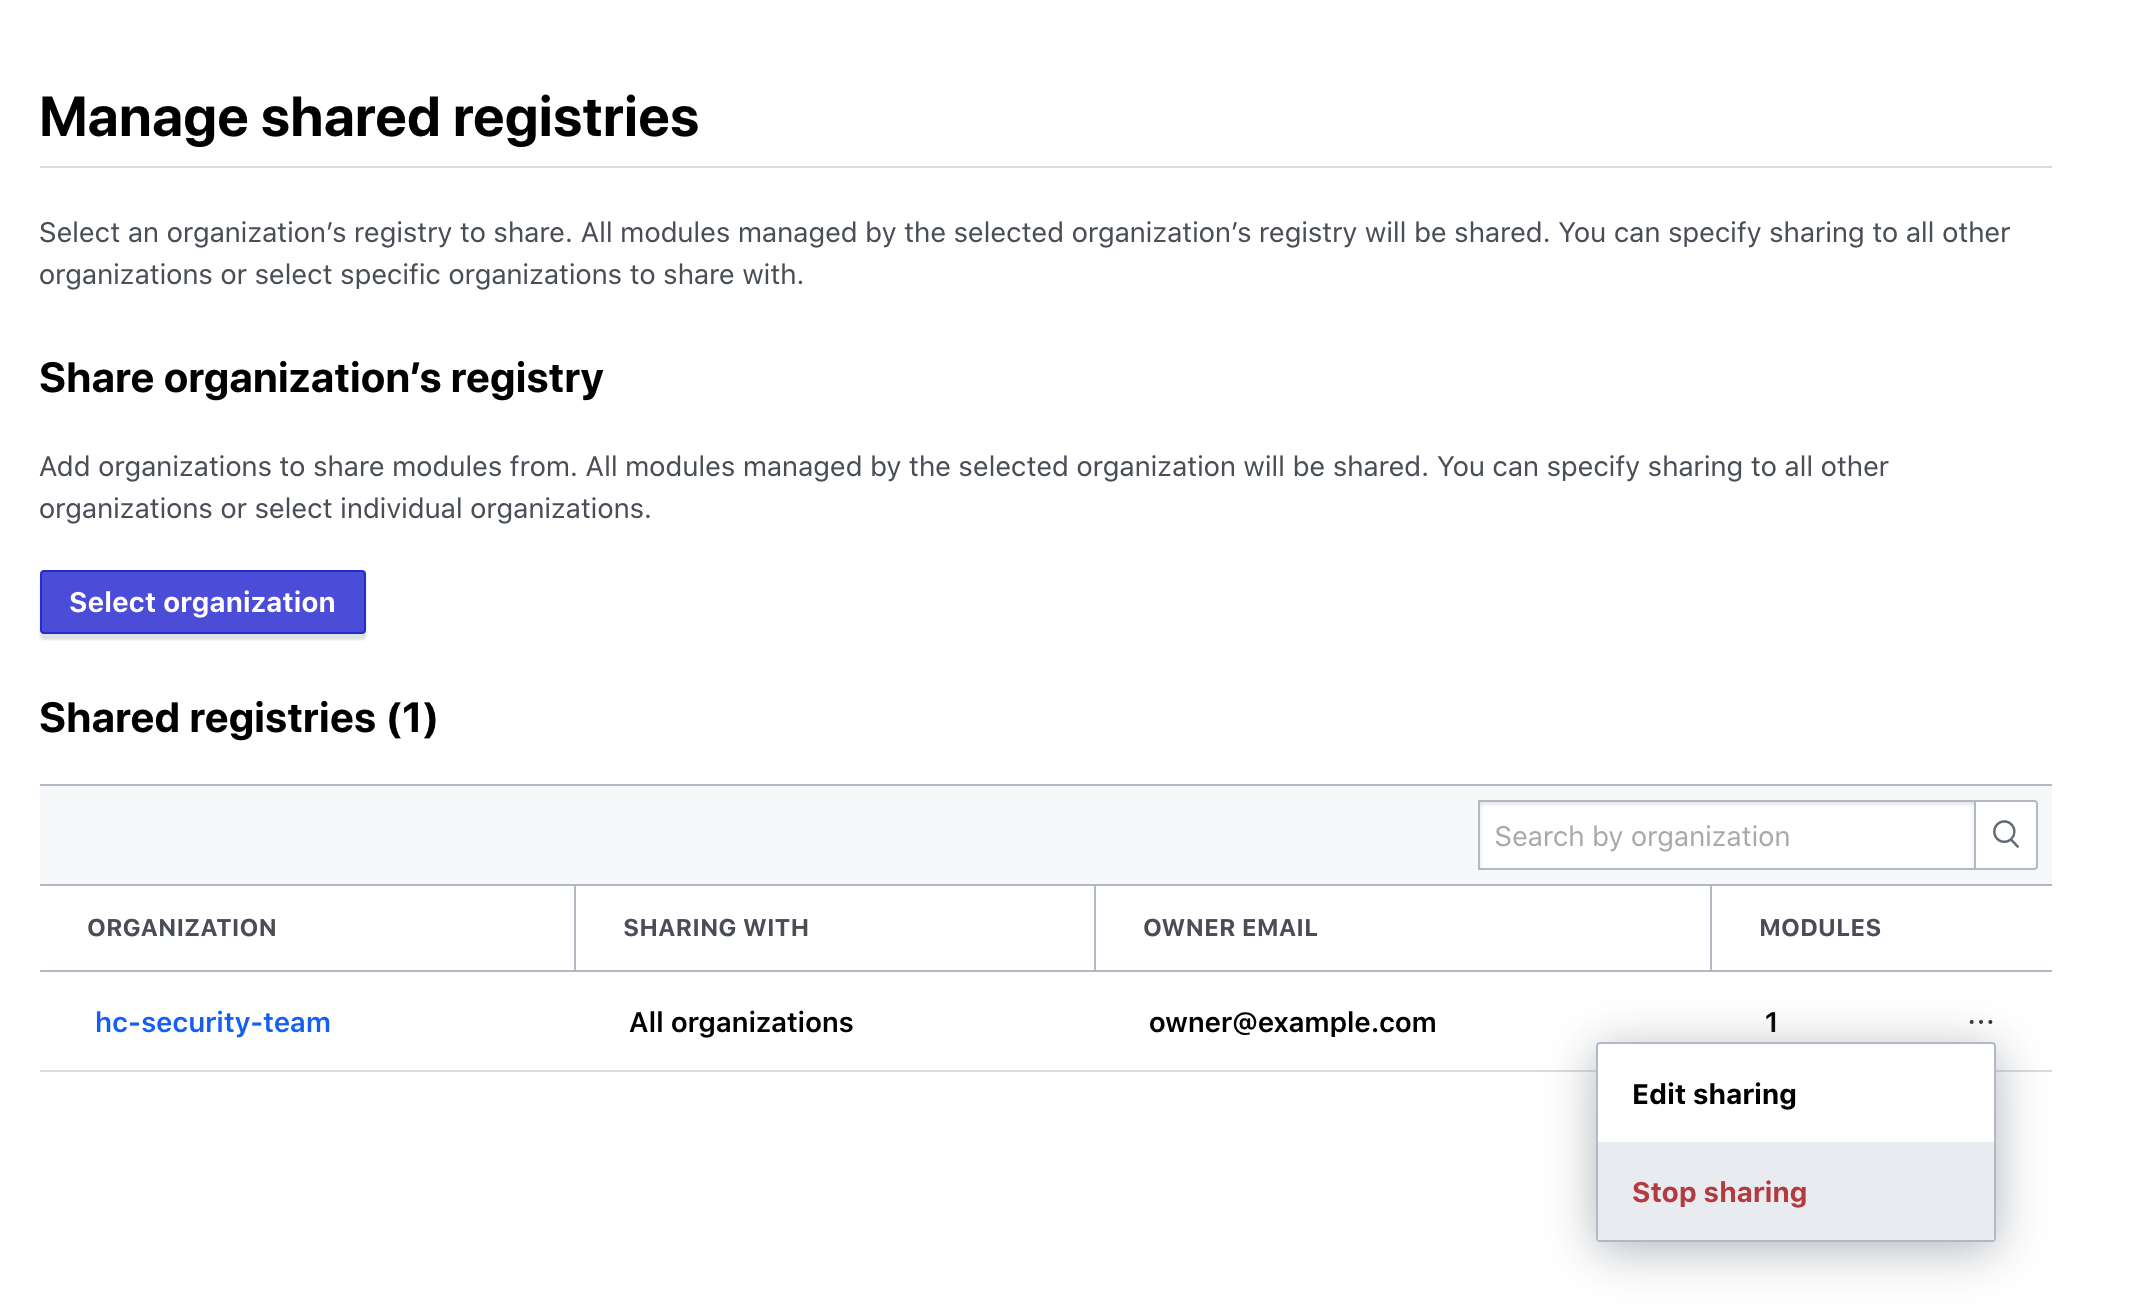 Manage shared registries
Select an organization’s registry to share. All modules managed by the selected organization’s registry will be shared. You can specify sharing to all other
organizations or select specific organizations to share with.
Share organization’s registry
Add organizations to share modules from. All modules managed by the selected organization will be shared. You can specify sharing to all other
organizations or select individual organizations.
Select organization
Shared registries (1)
Search by organization
ORGANIZATION SHARING WITH OWNER EMAIL MODULES
hc-security-team All organizations owner@example.com 1 ...
Edit sharing
Stop sharing